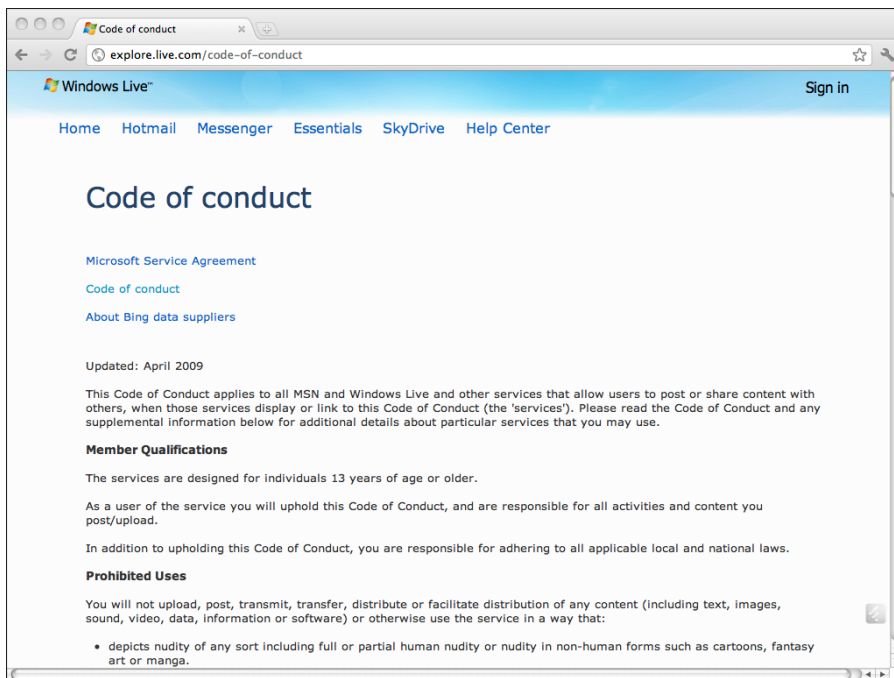 Code of conduct
explore.live.com/code-of-conduct
Windows Live™
Sign in
Home Hotmail Messenger Essentials SkyDrive Help Center
Code of conduct
Microsoft Service Agreement
Code of conduct
About Bing data suppliers
Updated: April 2009
This Code of Conduct applies to all MSN and Windows Live and other services that allow users to post or share content with
others, when those services display or link to this Code of Conduct (the 'services'). Please read the Code of Conduct and any
supplemental information below for additional details about particular services that you may use.
Member Qualifications
The services are designed for individuals 13 years of age or older.
As a user of the service you will uphold this Code of Conduct, and are responsible for all activities and content you
post/upload.
In addition to upholding this Code of Conduct, you are responsible for adhering to all applicable local and national laws.
Prohibited Uses
You will not upload, post, transmit, transfer, distribute or facilitate distribution of any content (including text, images,
sound, video, data, information or software) or otherwise use the service in a way that:
• depicts nudity of any sort including full or partial human nudity or nudity in non-human forms such as cartoons, fantasy
art or manga.